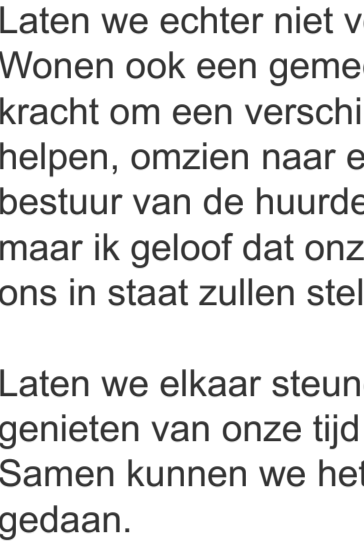 Laten we echter niet v
Wonen ook een geme
kracht om een verschi
helpen, omzien naar e
bestuur van de huurde
maar ik geloof dat onz
ons in staat zullen stel
Laten we elkaar steun
genieten van onze tijd
Samen kunnen we het
gedaan.